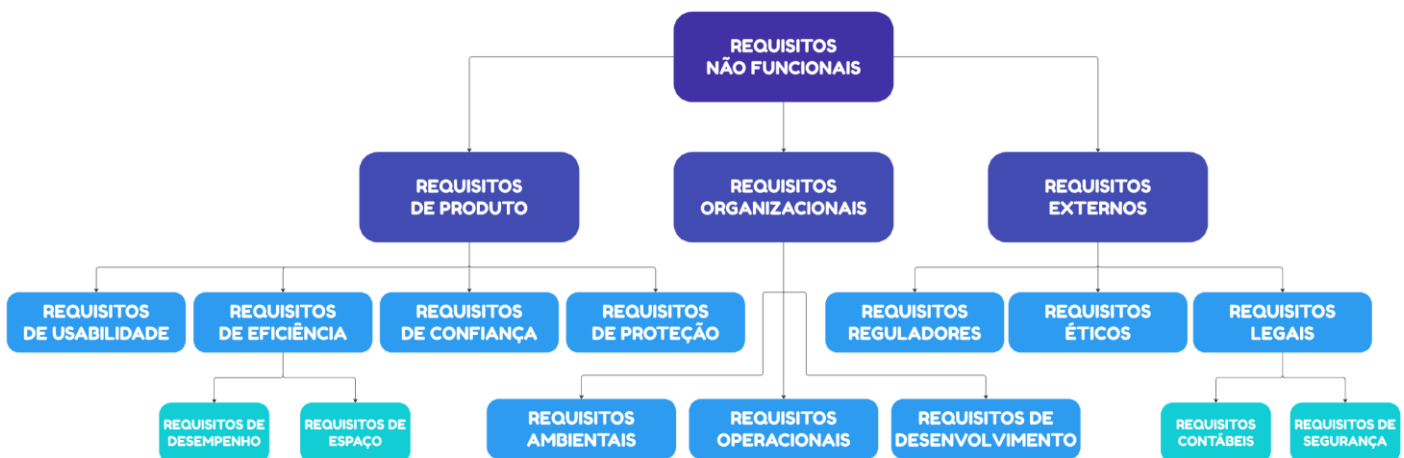 REQUISITOS
NÃO FUNCIONAIS
REQUISITOS
DE PRODUTO
REQUISITOS
ORGANIZACIONAIS
REQUISITOS
EXTERNOS
REQUISITOS
DE USABILIDADE
REQUISITOS
DE EFICIÊNCIA
REQUISITOS
DE CONFIANÇA
REQUISITOS
DE PROTEÇÃO
REQUISITOS
REGULADORES
REQUISITOS
ÉTICOS
REQUISITOS
LEGAIS
REQUISITOS DE
DESEMPENHO
REQUISITOS DE
ESPAÇO
REQUISITOS
AMBIENTAIS
REQUISITOS
OPERACIONAIS
REQUISITOS DE
DESENVOLVIMENTO
REQUISITOS
CONTÁBEIS
REQUISITOS DE
SEGURANÇA